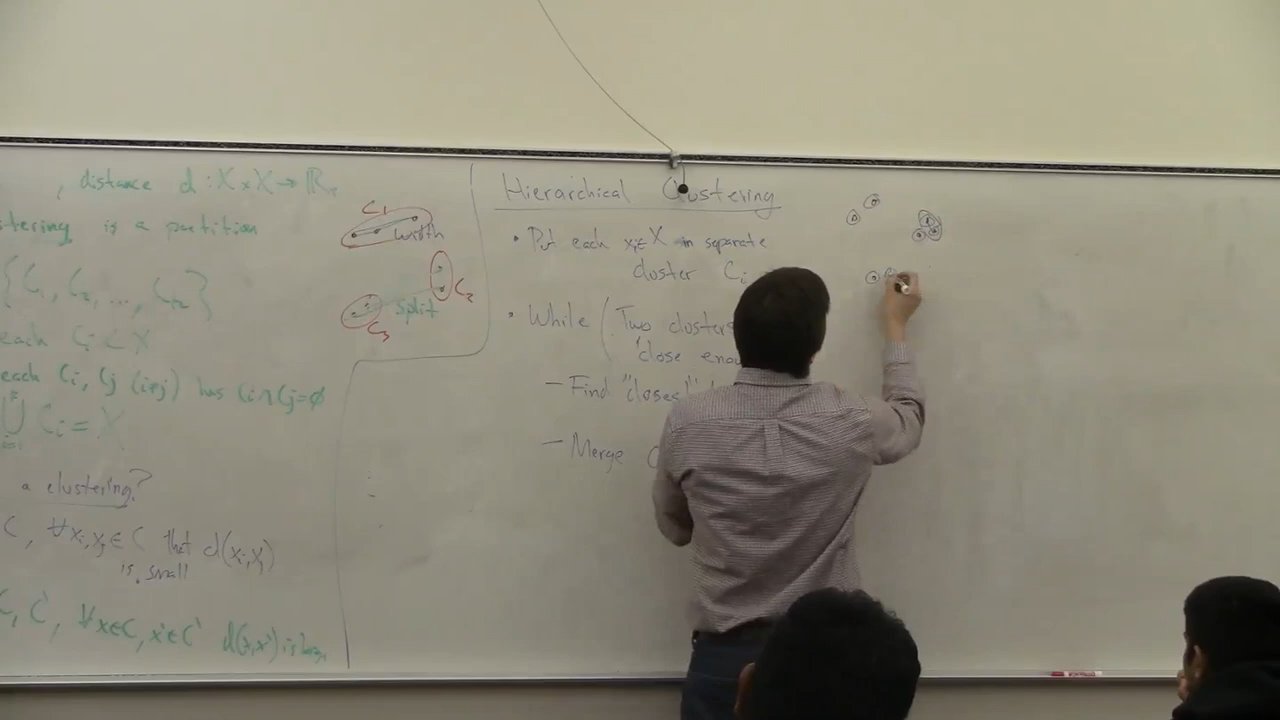 , distance d : X × X → ℝ+
stering is a partition
{C₁, C₂, ..., Cₖ}
each Cᵢ ⊂ X
each Cᵢ, Cⱼ (i≠j) has Cᵢ∩Cⱼ=∅
⋃ Cᵢ = X
a clustering?
C, ∀xᵢ,xⱼ∈C that d(xᵢ,xⱼ)
is small
C, C', ∀x∈C, x'∈C' d(x,x') is large
C₁
width
C₂
split
C₃
Hierarchical Clustering
• Put each xᵢ∈X in separate
cluster Cᵢ
• While (Two clusters
"close
– Find "closest"
– Merge